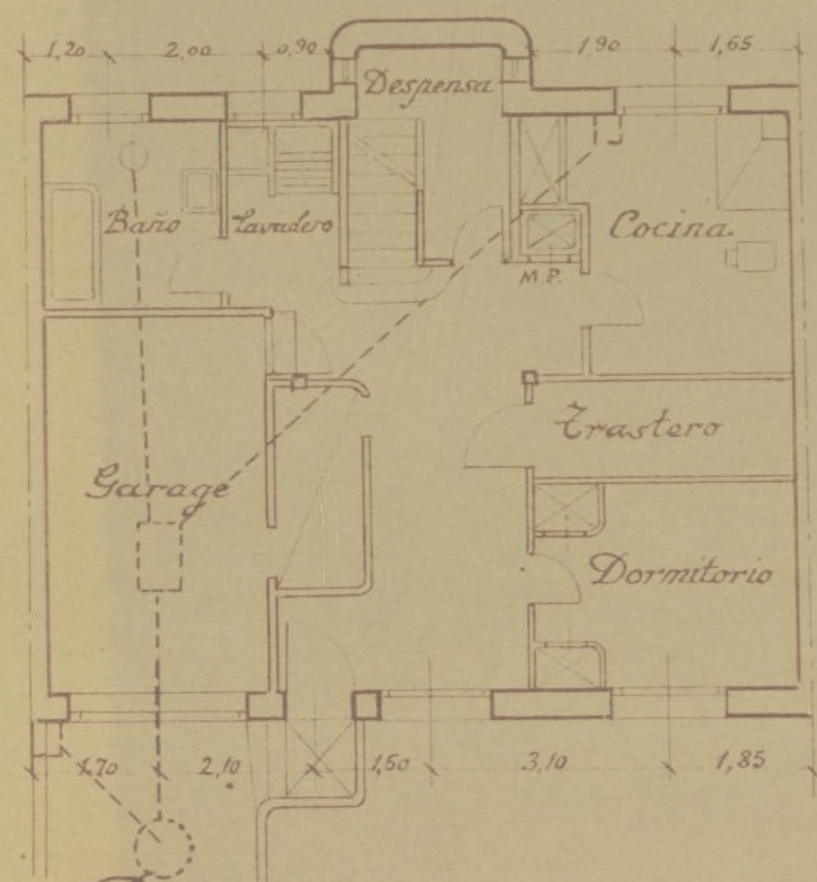 1,20 2,00 0,90 1,90 1,65
Despensa
Baño Lavadero Cocina
M.P.
Trastero
Garage
Dormitorio
1,70 2,10 1,50 3,10 1,85